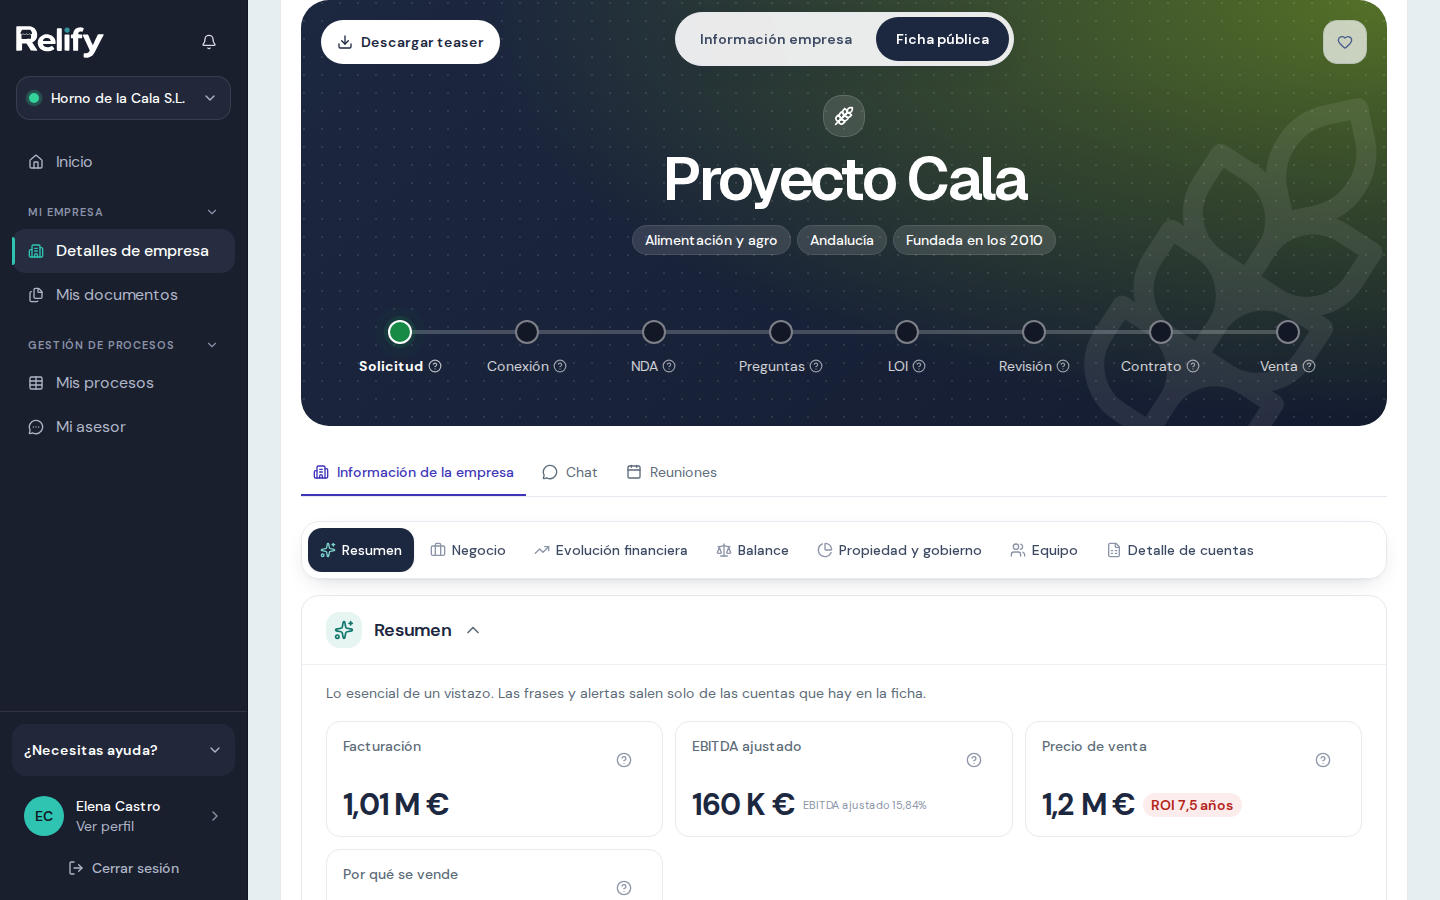 Relify
Horno de la Cala S.L.
Inicio
MI EMPRESA
Detalles de empresa
Mis documentos
GESTIÓN DE PROCESOS
Mis procesos
Mi asesor
¿Necesitas ayuda?
EC
Elena Castro
Ver perfil
Cerrar sesión
Descargar teaser
Información empresa
Ficha pública
Proyecto Cala
Alimentación y agro
Andalucía
Fundada en los 2010
Solicitud
Conexión
NDA
Preguntas
LOI
Revisión
Contrato
Venta
Información de la empresa
Chat
Reuniones
Resumen
Negocio
Evolución financiera
Balance
Propiedad y gobierno
Equipo
Detalle de cuentas
Resumen
Lo esencial de un vistazo. Las frases y alertas salen solo de las cuentas que hay en la ficha.
Facturación
1,01 M €
EBITDA ajustado
160 K € EBITDA ajustado 15,84%
Precio de venta
1,2 M € ROI 7,5 años
Por qué se vende